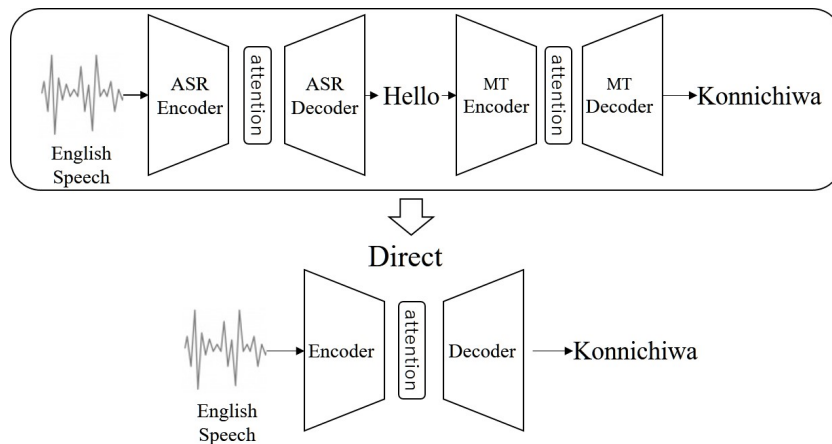 English
Speech
ASR
Encoder
attention
ASR
Decoder
Hello
MT
Encoder
attention
MT
Decoder
Konnichiwa
Direct
English
Speech
Encoder
attention
Decoder
Konnichiwa